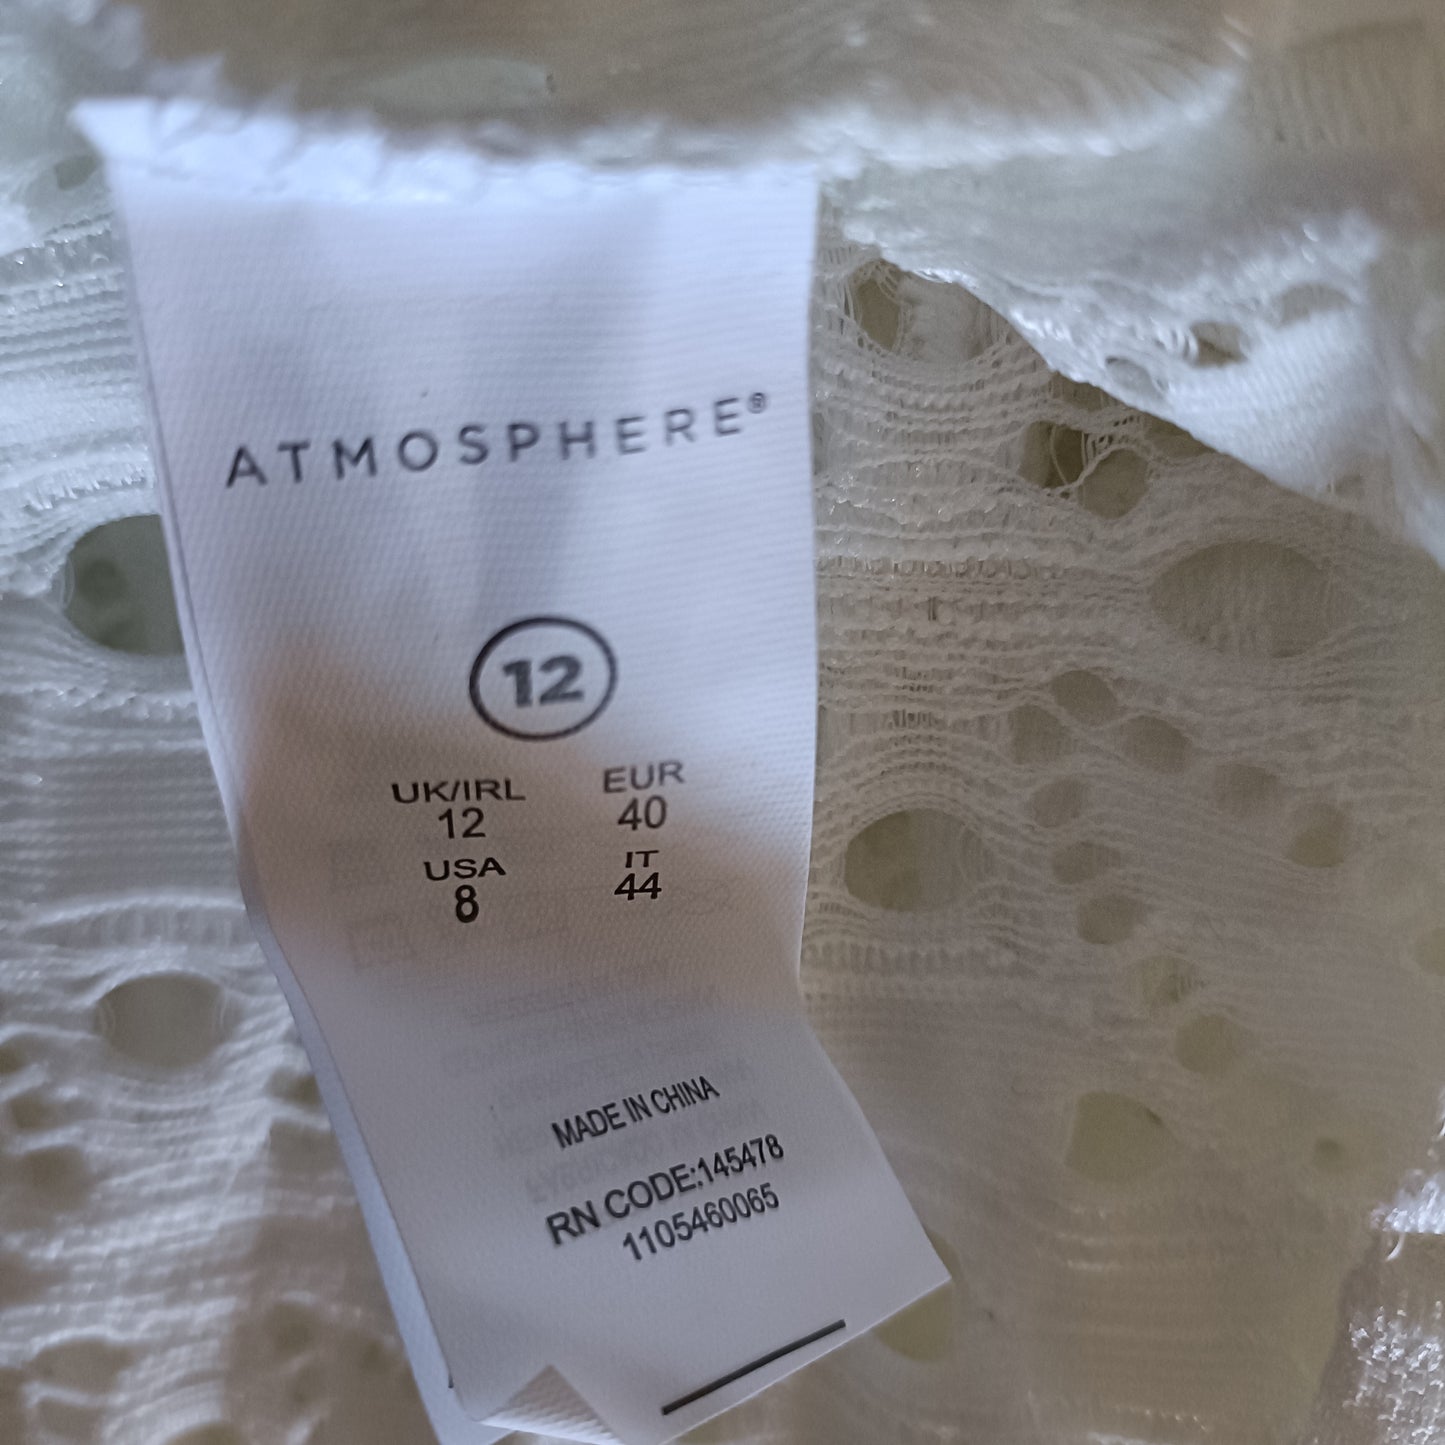 ATMOSPHERE®
12
UK/IRL EUR
12 40
USA IT
8 44
MADE IN CHINA
RN CODE:145478
1105460065